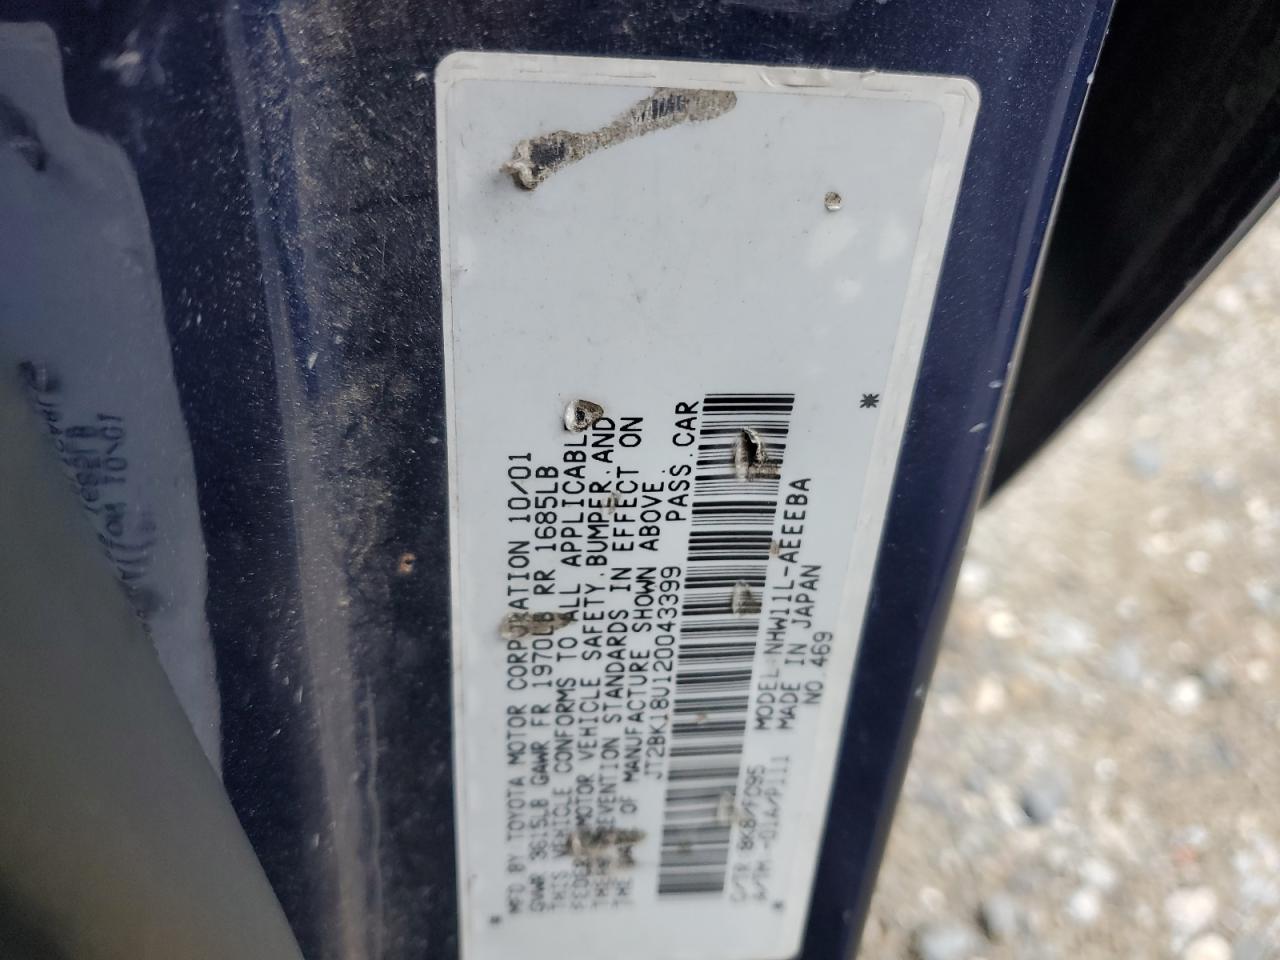 MFD BY TOYOTA MOTOR CORPORATION 10/01
GVWR 3615LB GAWR FR 1970LB RR 1685LB
THIS VEHICLE CONFORMS TO ALL APPLICABLE
FEDERAL MOTOR VEHICLE SAFETY.BUMPER.AND
PREVENTION STANDARDS IN EFFECT ON
THE DATE OF MANUFACTURE SHOWN ABOVE.
JT2BK18U120043399 PASS.CAR
C/TR 8K8/FC95 MODEL:NHW11L-AEEEBA
A/TM -01A/P111 MADE IN JAPAN
NO.469